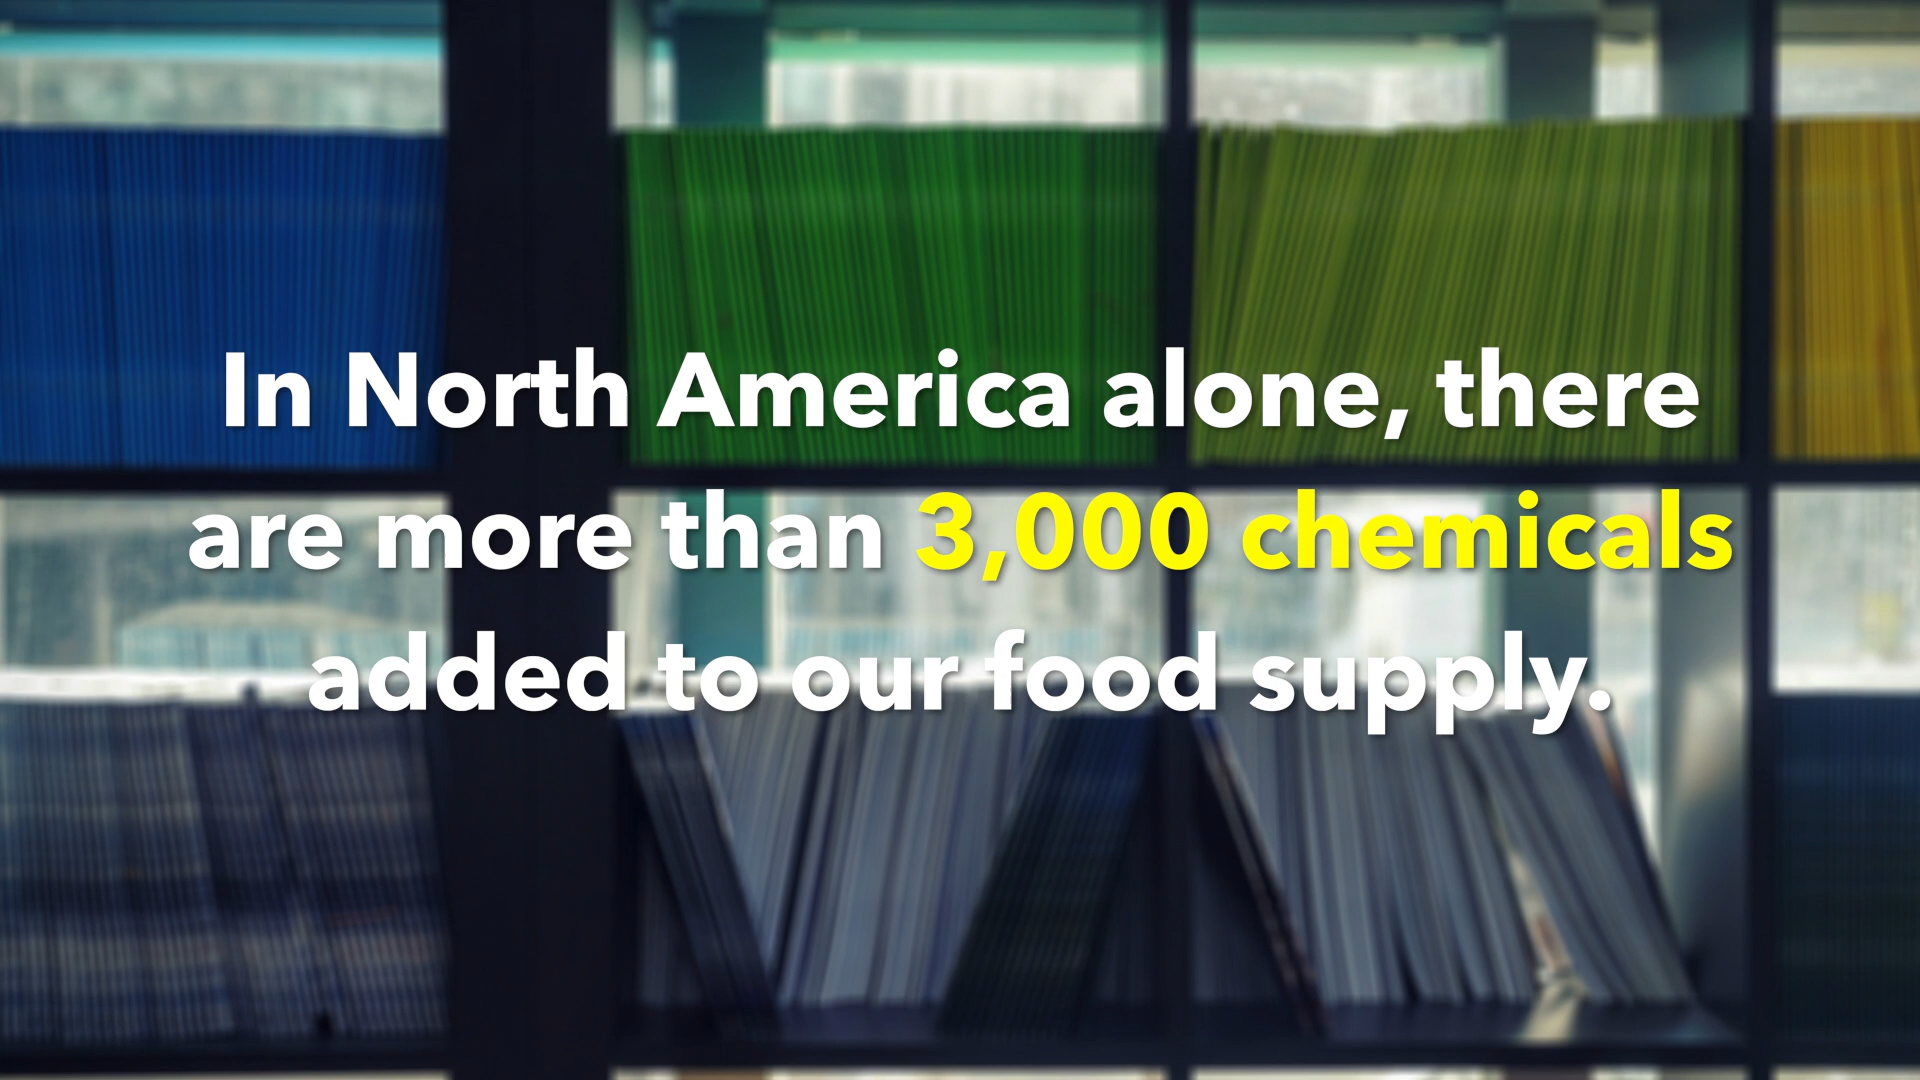 In North America alone, there
are more than 3,000 chemicals
added to our food supply.